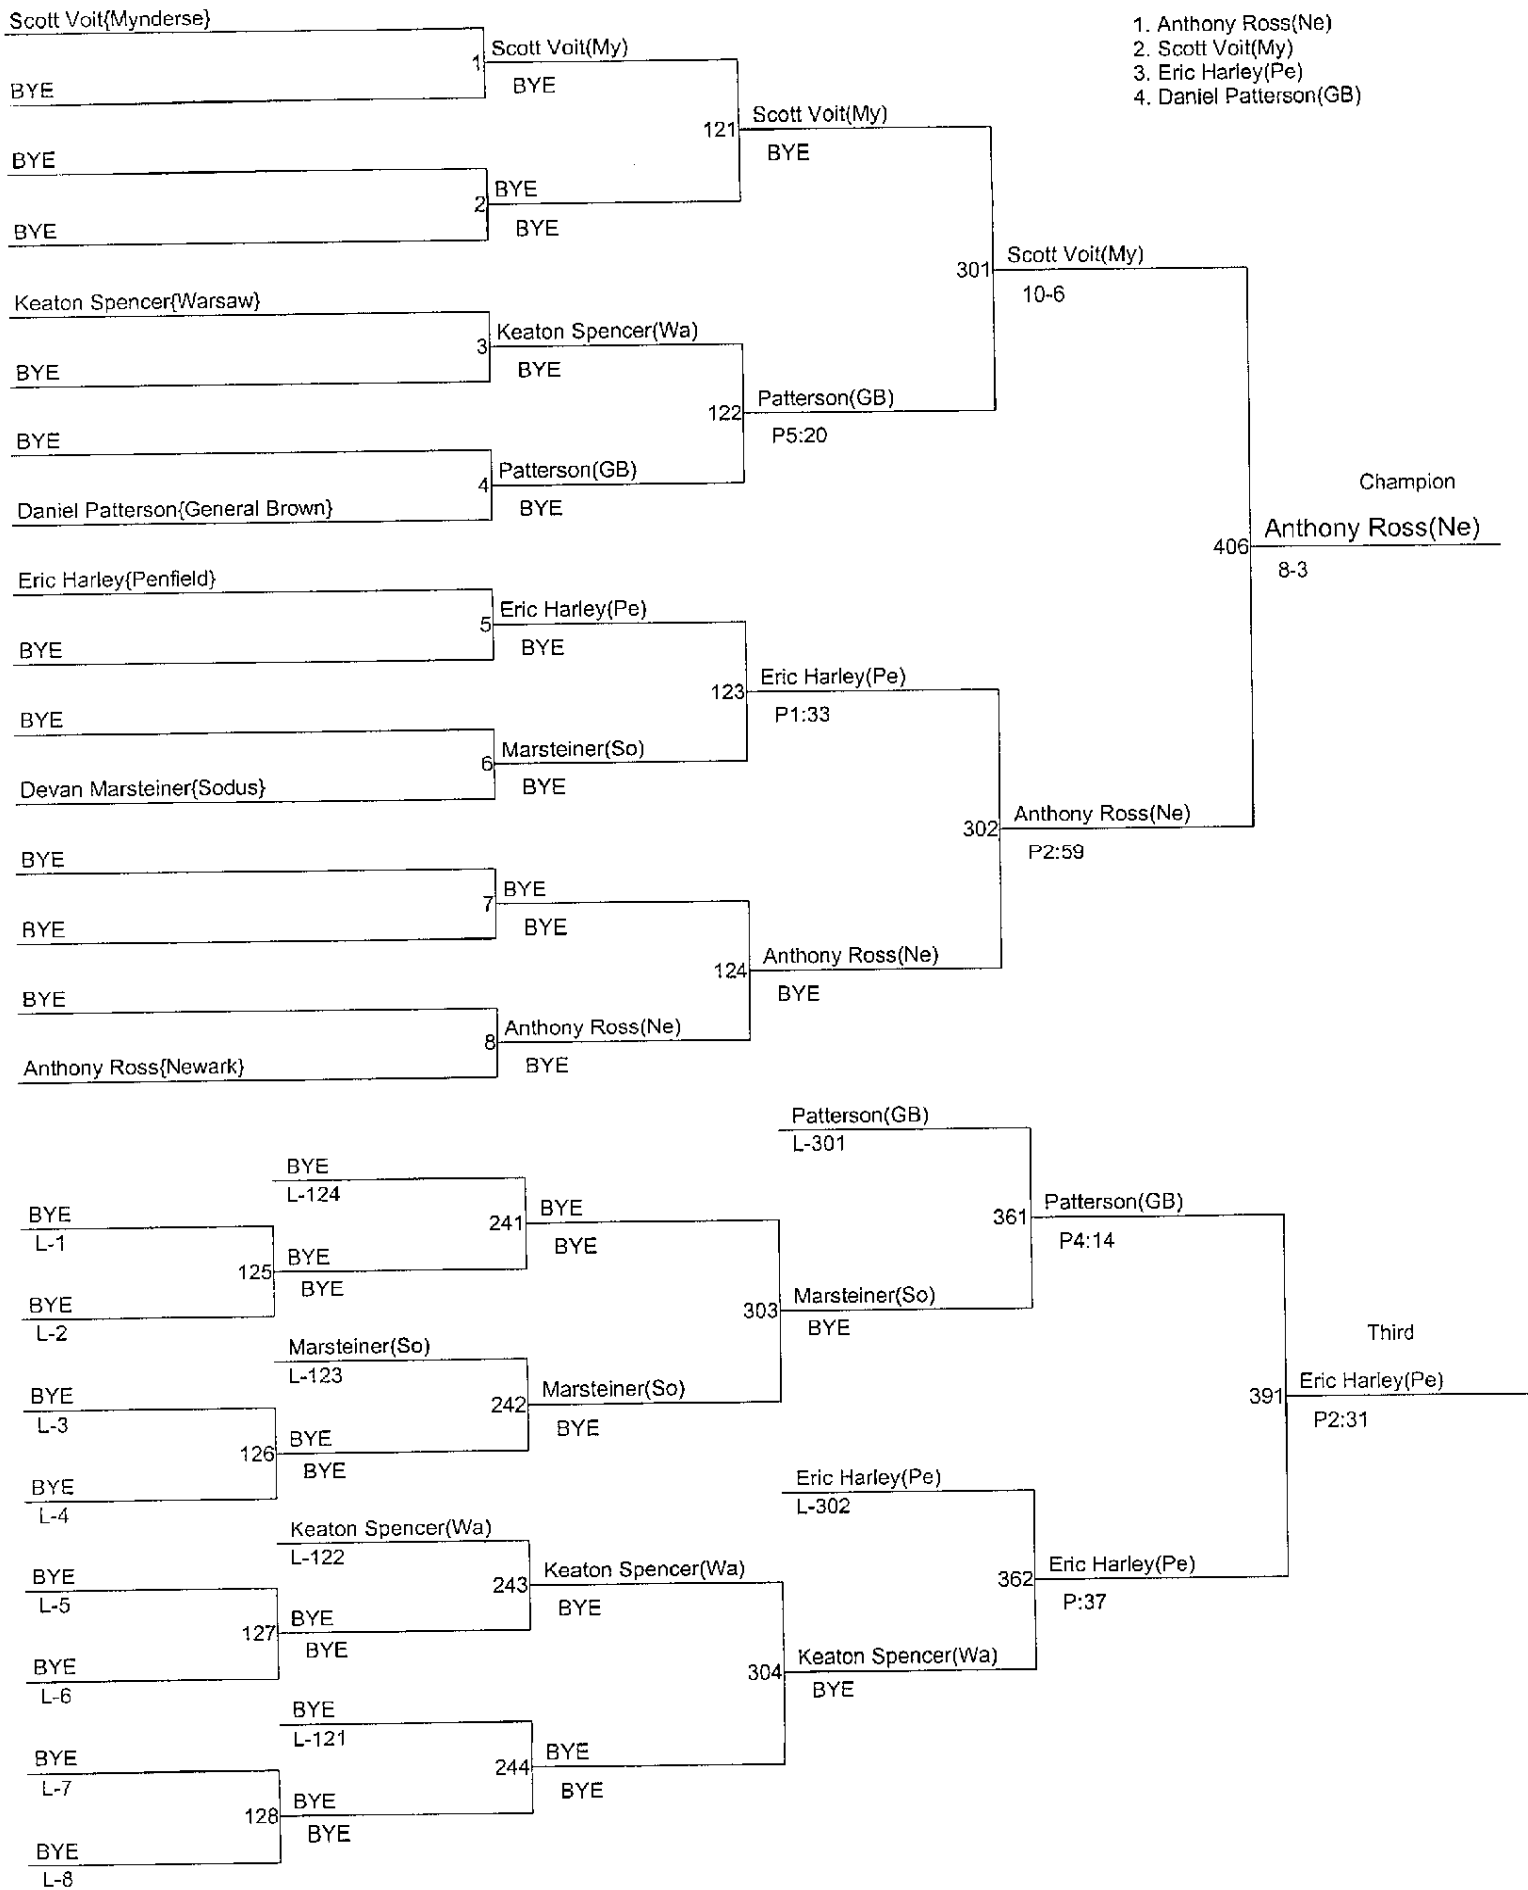 Scott Voit{Mynderse}
1
BYE
Scott Voit(My)
BYE
BYE
2
BYE
BYE
BYE
121
Scott Voit(My)
BYE
Keaton Spencer{Warsaw}
3
BYE
Keaton Spencer(Wa)
BYE
BYE
4
Daniel Patterson{General Brown}
Patterson(GB)
BYE
122
Patterson(GB)
P5:20
301
Scott Voit(My)
10-6
Eric Harley{Penfield}
5
BYE
Eric Harley(Pe)
BYE
BYE
6
Devan Marsteiner{Sodus}
Marsteiner(So)
BYE
123
Eric Harley(Pe)
P1:33
BYE
7
BYE
BYE
BYE
BYE
8
Anthony Ross{Newark}
Anthony Ross(Ne)
BYE
124
Anthony Ross(Ne)
BYE
302
Anthony Ross(Ne)
P2:59
406
Champion
Anthony Ross(Ne)
8-3
1. Anthony Ross(Ne)
2. Scott Voit(My)
3. Eric Harley(Pe)
4. Daniel Patterson(GB)
BYE
L-1
BYE
L-2
125
BYE
L-124
BYE
BYE
241
BYE
BYE
BYE
L-3
BYE
L-4
126
Marsteiner(So)
L-123
BYE
BYE
242
Marsteiner(So)
BYE
303
Patterson(GB)
L-301
Marsteiner(So)
BYE
361
Patterson(GB)
P4:14
BYE
L-5
BYE
L-6
127
Keaton Spencer(Wa)
L-122
BYE
BYE
243
Keaton Spencer(Wa)
BYE
BYE
L-7
BYE
L-8
128
BYE
L-121
BYE
BYE
244
BYE
BYE
304
Eric Harley(Pe)
L-302
Keaton Spencer(Wa)
BYE
362
Eric Harley(Pe)
P:37
391
Third
Eric Harley(Pe)
P2:31